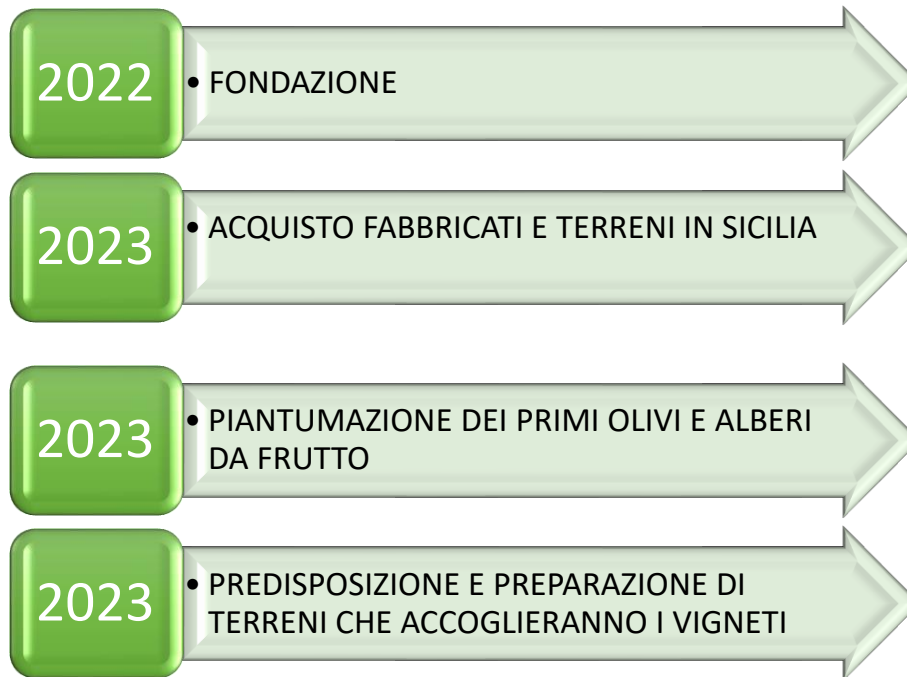 2022
• FONDAZIONE
2023
• ACQUISTO FABBRICATI E TERRENI IN SICILIA
2023
• PIANTUMAZIONE DEI PRIMI OLIVI E ALBERI
DA FRUTTO
2023
• PREDISPOSIZIONE E PREPARAZIONE DI
TERRENI CHE ACCOGLIERANNO I VIGNETI